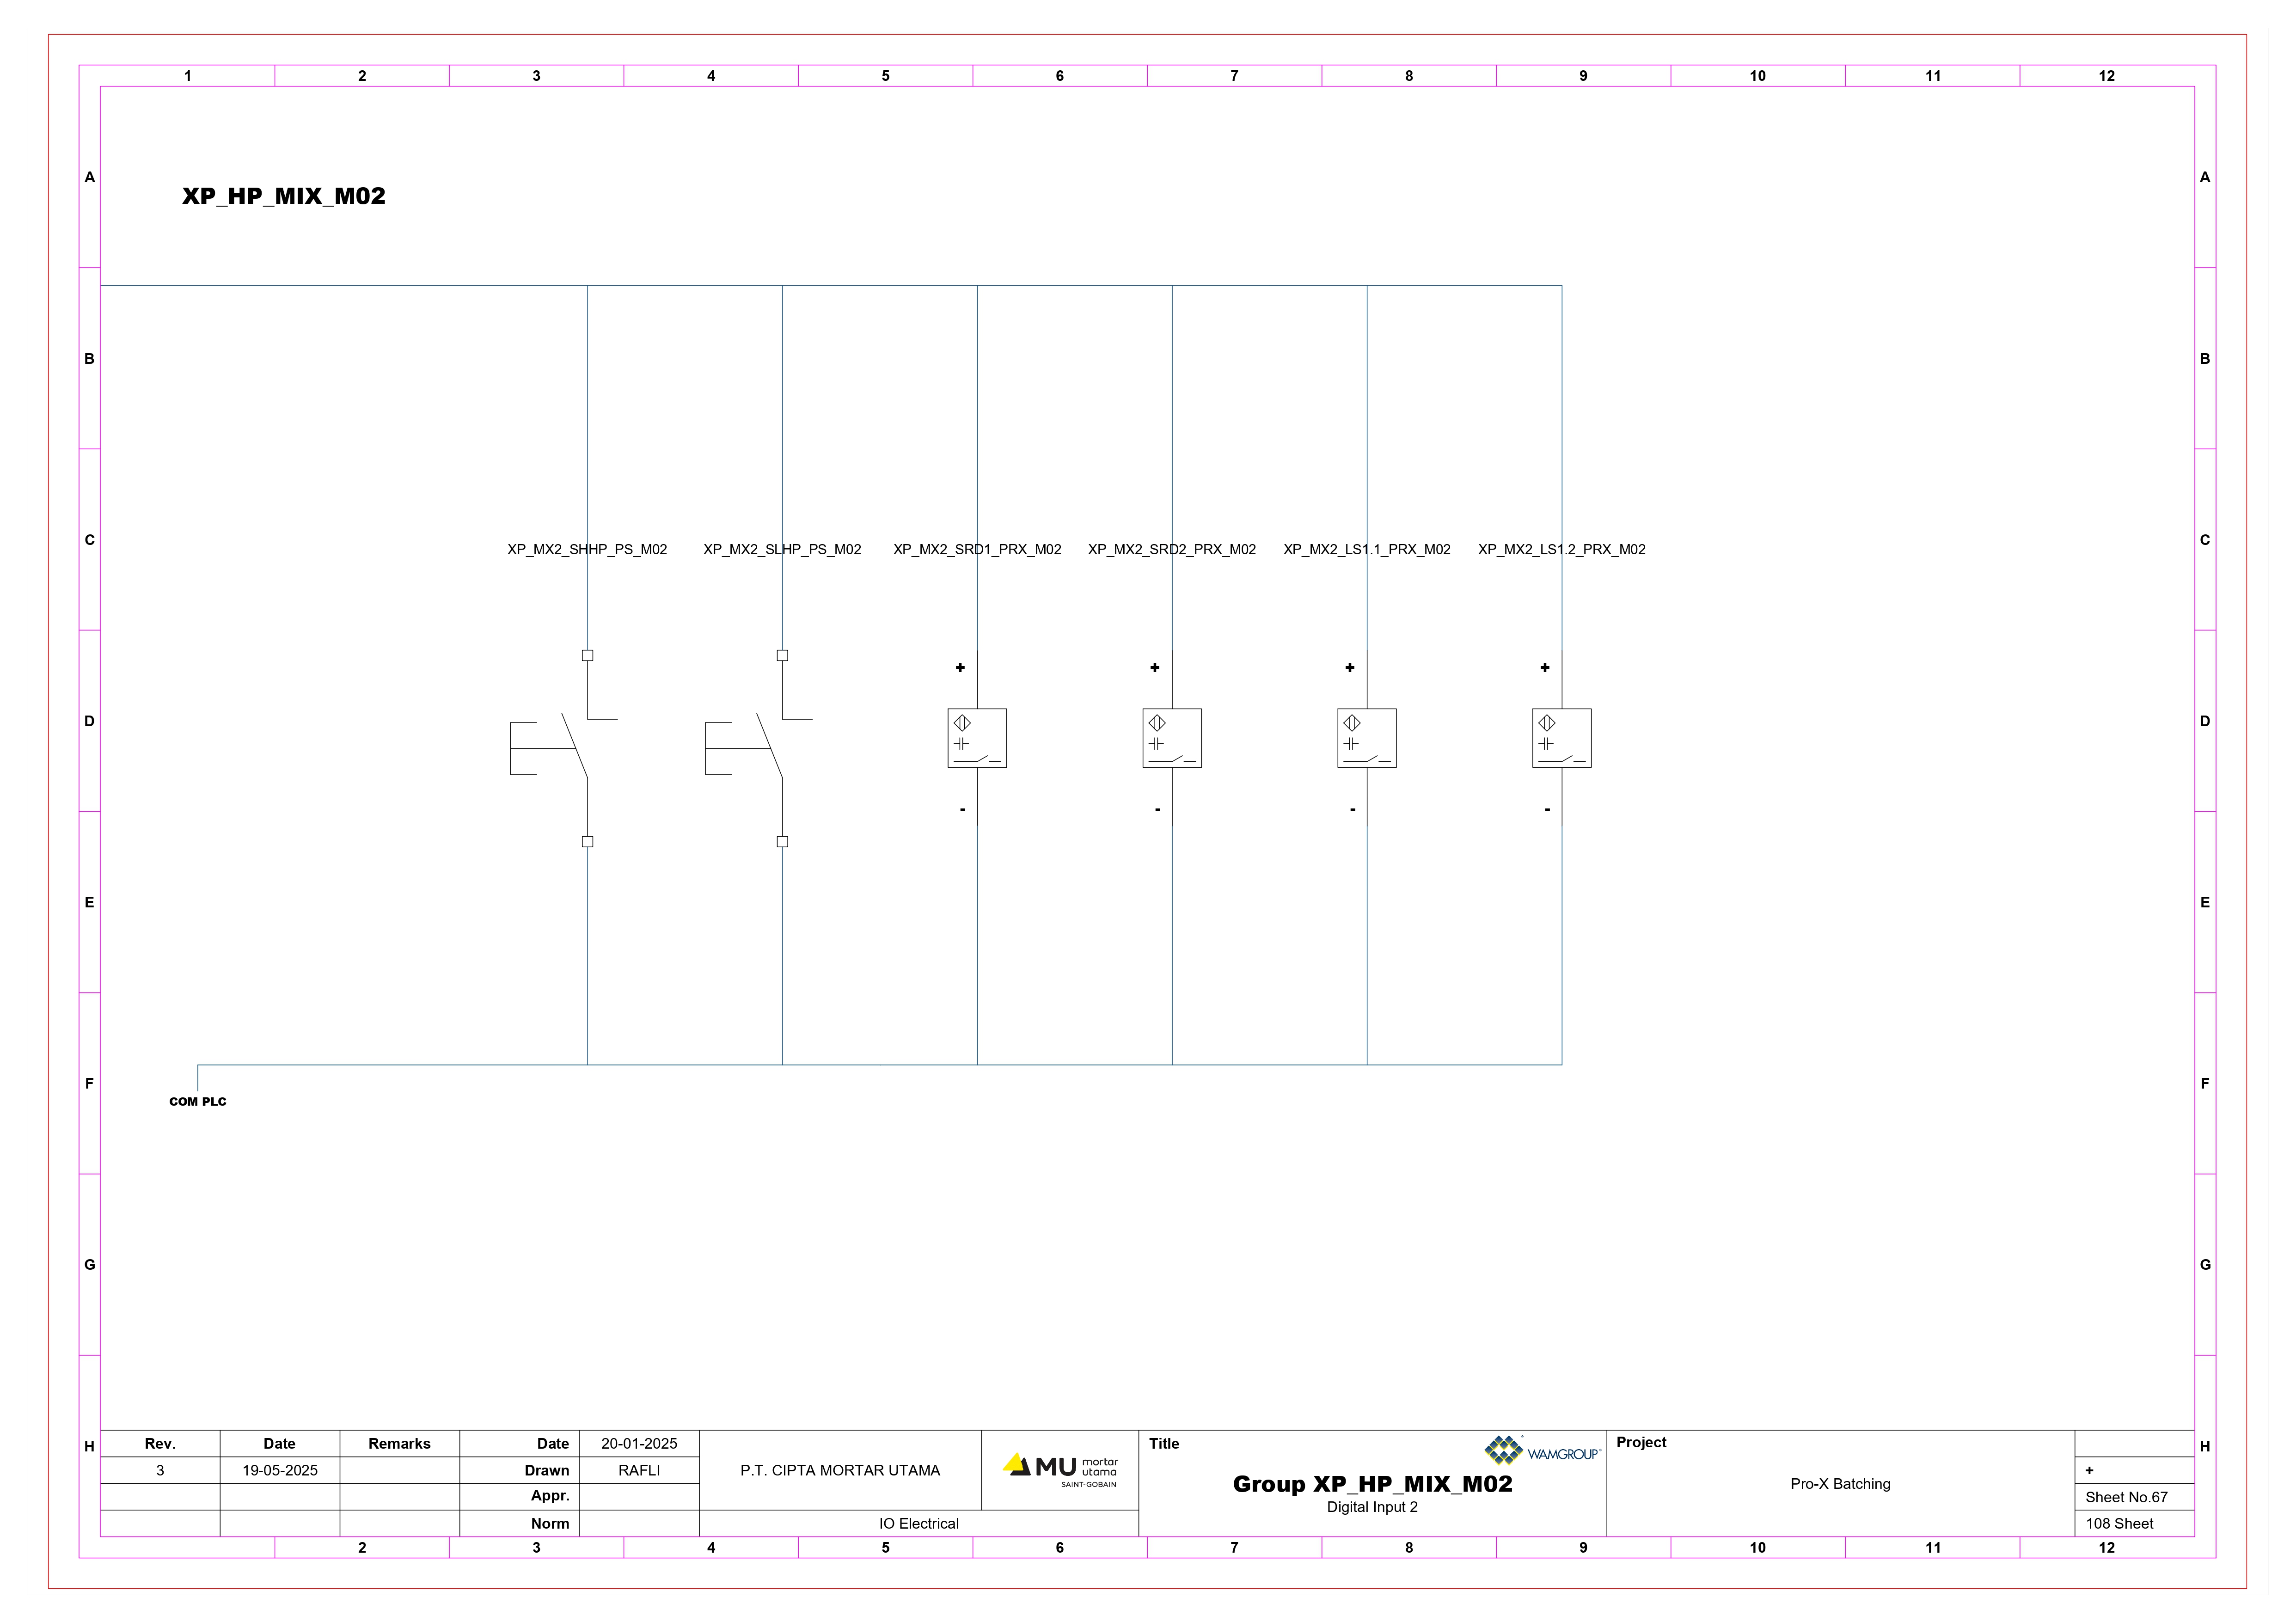 1 2 3 4 5 6 7 8 9 10 11 12
A A
XP_HP_MIX_M02
B B
C C
XP_MX2_SHHP_PS_M02 XP_MX2_SLHP_PS_M02 XP_MX2_SRD1_PRX_M02 XP_MX2_SRD2_PRX_M02 XP_MX2_LS1.1_PRX_M02 XP_MX2_LS1.2_PRX_M02
+ + + +
D D
- - - -
E E
F F
COM PLC
G G
H H
Rev. Date Remarks Date 20-01-2025
3 19-05-2025 Drawn RAFLI
Appr.
Norm
P.T. CIPTA MORTAR UTAMA
MU mortar
utama
SAINT-GOBAIN
IO Electrical
Title
WAMGROUP®
Group XP_HP_MIX_M02
Digital Input 2
Project
Pro-X Batching
+
Sheet No.67
108 Sheet
2 3 4 5 6 7 8 9 10 11 12